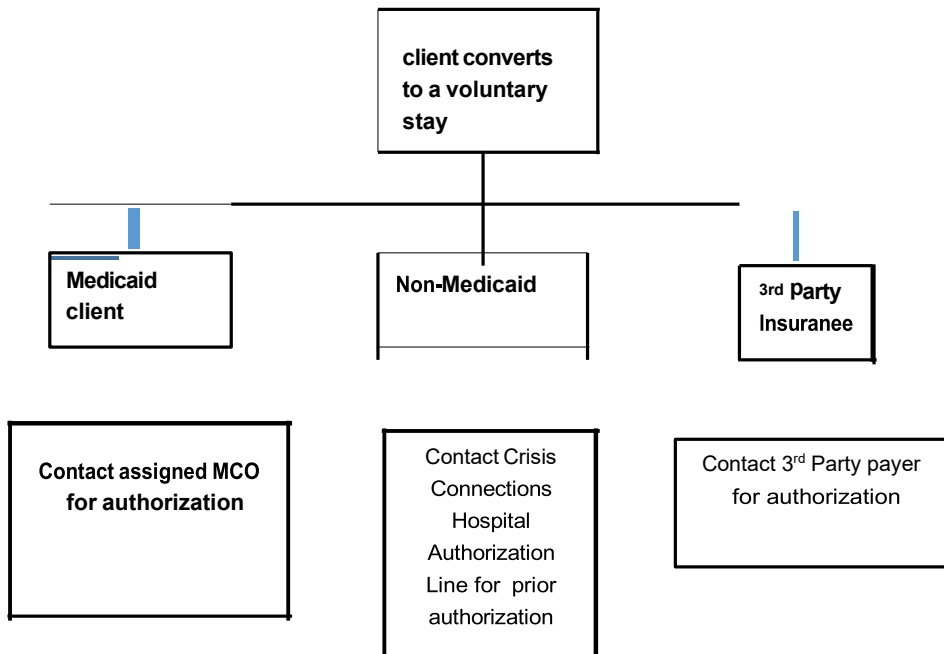 client converts
to a voluntary
stay
Medicaid
client
Non-Medicaid
3rd party
Insuranee
Contact assigned MCO
for authorization
Contact Crisis
Connections
Hospital
Authorization
Line for prior
authorization
Contact 3rd Party payer
for authorization